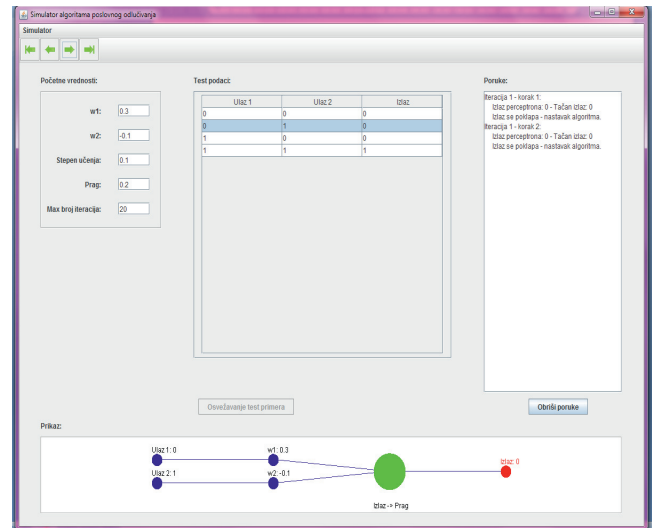 Simulator algoritama poslovnog odlučivanja
Simulator
Početne vrednosti:
w1: 0.3
w2: -0.1
Stepen učenja: 0.1
Prag: 0.2
Max broj iteracija: 20
Test podaci:
Ulaz 1 Ulaz 2 Izlaz
0 0 0
0 1 0
1 0 0
1 1 1
Osvežavanje test primera
Poruke:
Iteracija 1 - korak 1:
Izlaz perceptrona: 0 - Tačan izlaz: 0
Izlaz se poklapa - nastavak algoritma.
Iteracija 1 - korak 2:
Izlaz perceptrona: 0 - Tačan izlaz: 0
Izlaz se poklapa - nastavak algoritma.
Obriši poruke
Prikaz:
Ulaz 1: 0 w1: 0.3
Izlaz: 0
Ulaz 2: 1 w2: -0.1
Izlaz -> Prag